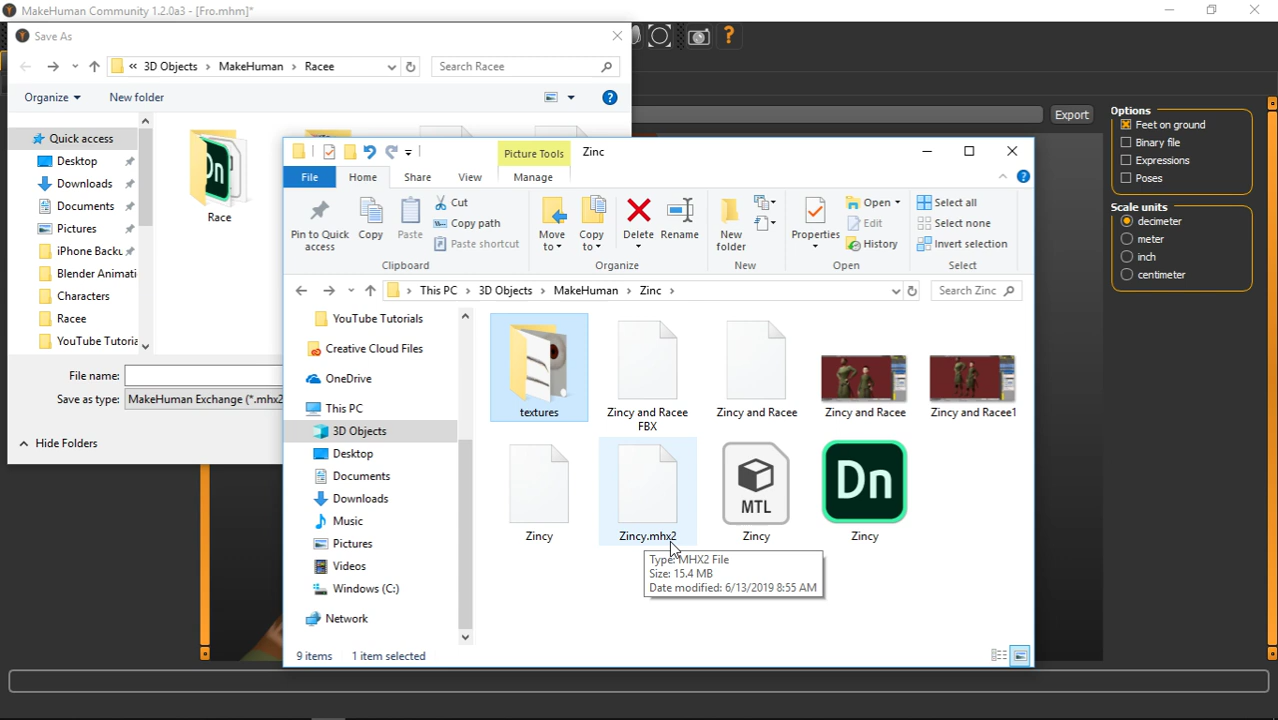 MakeHuman Community 1.2.0a3 - [Fro.mhm]*
Save As
« 3D Objects › MakeHuman › Racee
Search Racee
Organize
New folder
Quick access
Desktop
Downloads
Documents
Pictures
iPhone Backu
Blender Animati
Characters
Racee
YouTube Tutoria
Dn
Race
File name:
Save as type: MakeHuman Exchange (*.mhx2
Hide Folders
Export
Options
Feet on ground
Binary file
Expressions
Poses
Scale units
decimeter
meter
inch
centimeter
Picture Tools
Zinc
File
Home
Share
View
Manage
Pin to Quick access
Copy
Paste
Cut
Copy path
Paste shortcut
Clipboard
Move to
Copy to
Delete
Rename
Organize
New folder
New
Properties
Open
Edit
History
Open
Select all
Select none
Invert selection
Select
› This PC › 3D Objects › MakeHuman › Zinc ›
Search Zinc
YouTube Tutorials
Creative Cloud Files
OneDrive
This PC
3D Objects
Desktop
Documents
Downloads
Music
Pictures
Videos
Windows (C:)
Network
textures
Zincy and Racee FBX
Zincy and Racee
Zincy and Racee
Zincy and Racee1
Zincy
Zincy.mhx2
MTL
Zincy
Dn
Zincy
Type: MHX2 File
Size: 15.4 MB
Date modified: 6/13/2019 8:55 AM
9 items
1 item selected